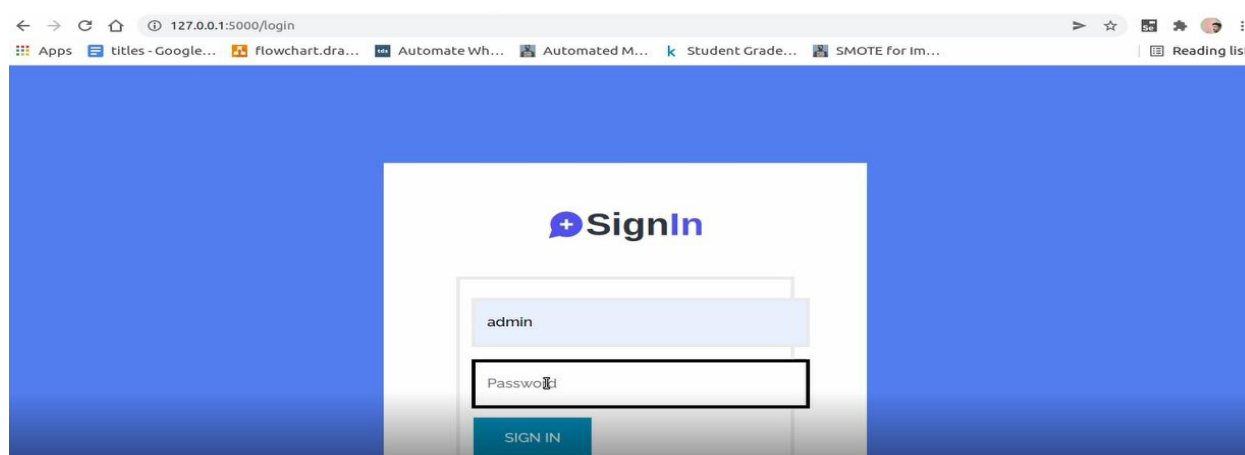 127.0.0.1:5000/login
Apps titles - Google... flowchart.dra... Automate Wh... Automated M... Student Grade... SMOTE for Im... Reading lis
SignIn
admin
Password
SIGN IN